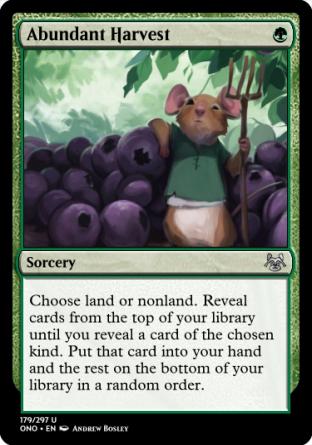 Abundant Harvest
Sorcery
Choose land or nonland. Reveal
cards from the top of your library
until you reveal a card of the chosen
kind. Put that card into your hand
and the rest on the bottom of your
library in a random order.
179/297 U
ONO • EN Andrew Bosley